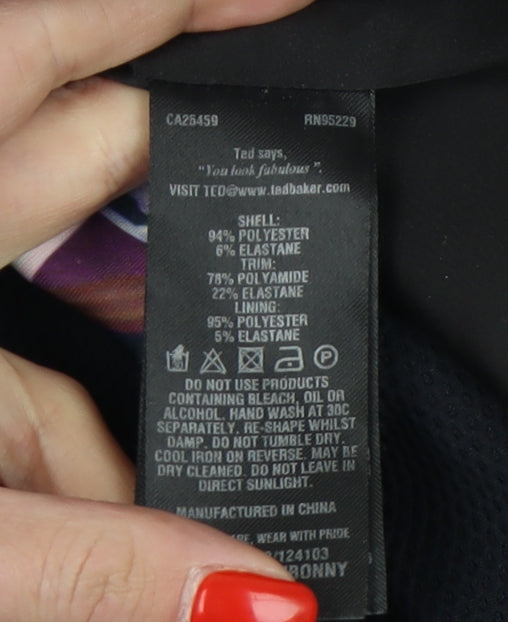 CA25459 RN95229
Ted says,
"You look fabulous".
VISIT TED@www.tedbaker.com
SHELL:
94% POLYESTER
6% ELASTANE
TRIM:
78% POLYAMIDE
22% ELASTANE
LINING:
95% POLYESTER
5% ELASTANE
P
DO NOT USE PRODUCTS
CONTAINING BLEACH, OIL OR
ALCOHOL. HAND WASH AT 30C
SEPARATELY. RE-SHAPE WHILST
DAMP. DO NOT TUMBLE DRY.
COOL IRON ON REVERSE. MAY BE
DRY CLEANED. DO NOT LEAVE IN
DIRECT SUNLIGHT.
MANUFACTURED IN CHINA
WEAR WITH PRIDE
/124103
RONNY